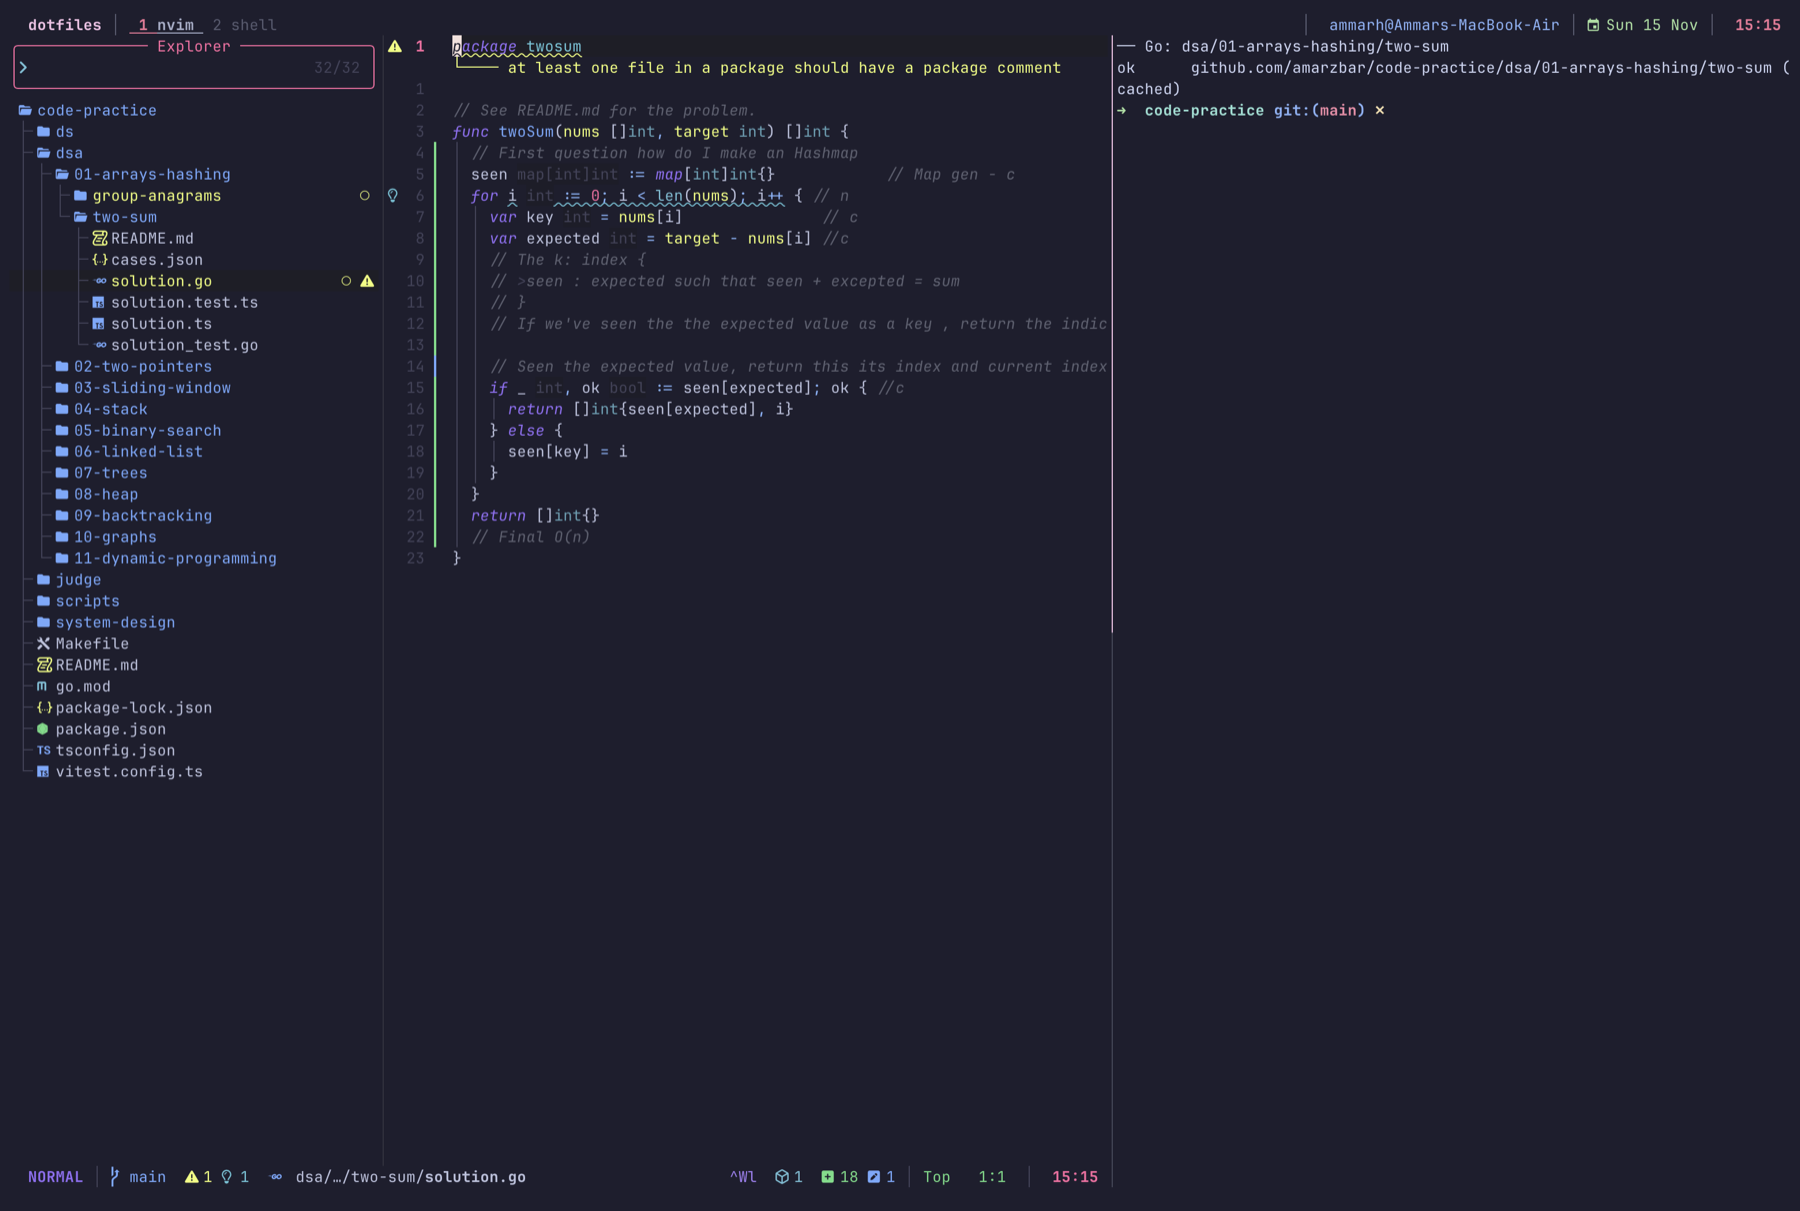 dotfiles 1 nvim 2 shell
ammarh@Ammars-MacBook-Air Sun 15 Nov 15:15
Explorer
32/32
code-practice
ds
dsa
01-arrays-hashing
group-anagrams
two-sum
README.md
cases.json
solution.go
solution.test.ts
solution.ts
solution_test.go
02-two-pointers
03-sliding-window
04-stack
05-binary-search
06-linked-list
07-trees
08-heap
09-backtracking
10-graphs
11-dynamic-programming
judge
scripts
system-design
Makefile
README.md
go.mod
package-lock.json
package.json
TS tsconfig.json
vitest.config.ts
1 package twosum
at least one file in a package should have a package comment
1
2 // See README.md for the problem.
3 func twoSum(nums []int, target int) []int {
4 // First question how do I make an Hashmap
5 seen map[int]int := map[int]int{} // Map gen - c
6 for i int := 0; i < len(nums); i++ { // n
7 var key int = nums[i] // c
8 var expected int = target - nums[i] //c
9 // The k: index {
10 // >seen : expected such that seen + excepted = sum
11 // }
12 // If we've seen the the expected value as a key , return the indic
13
14 // Seen the expected value, return this its index and current index
15 if _ int, ok bool := seen[expected]; ok { //c
16 return []int{seen[expected], i}
17 } else {
18 seen[key] = i
19 }
20 }
21 return []int{}
22 // Final O(n)
23 }
── Go: dsa/01-arrays-hashing/two-sum
ok github.com/amarzbar/code-practice/dsa/01-arrays-hashing/two-sum (
cached)
➜ code-practice git:(main) ✗
NORMAL main 1 1 dsa/…/two-sum/solution.go ^Wl 1 18 1 Top 1:1 15:15